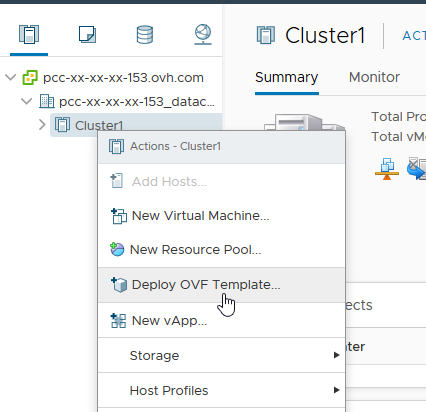 Cluster1
ACT
pcc-xx-xx-xx-153.ovh.com
pcc-xx-xx-xx-153_datac...
Cluster1
Summary
Monitor
Total Pro
Total vM
Actions - Cluster1
Add Hosts...
New Virtual Machine...
New Resource Pool...
Deploy OVF Template...
New vApp...
Storage
Host Profiles
ects
ter